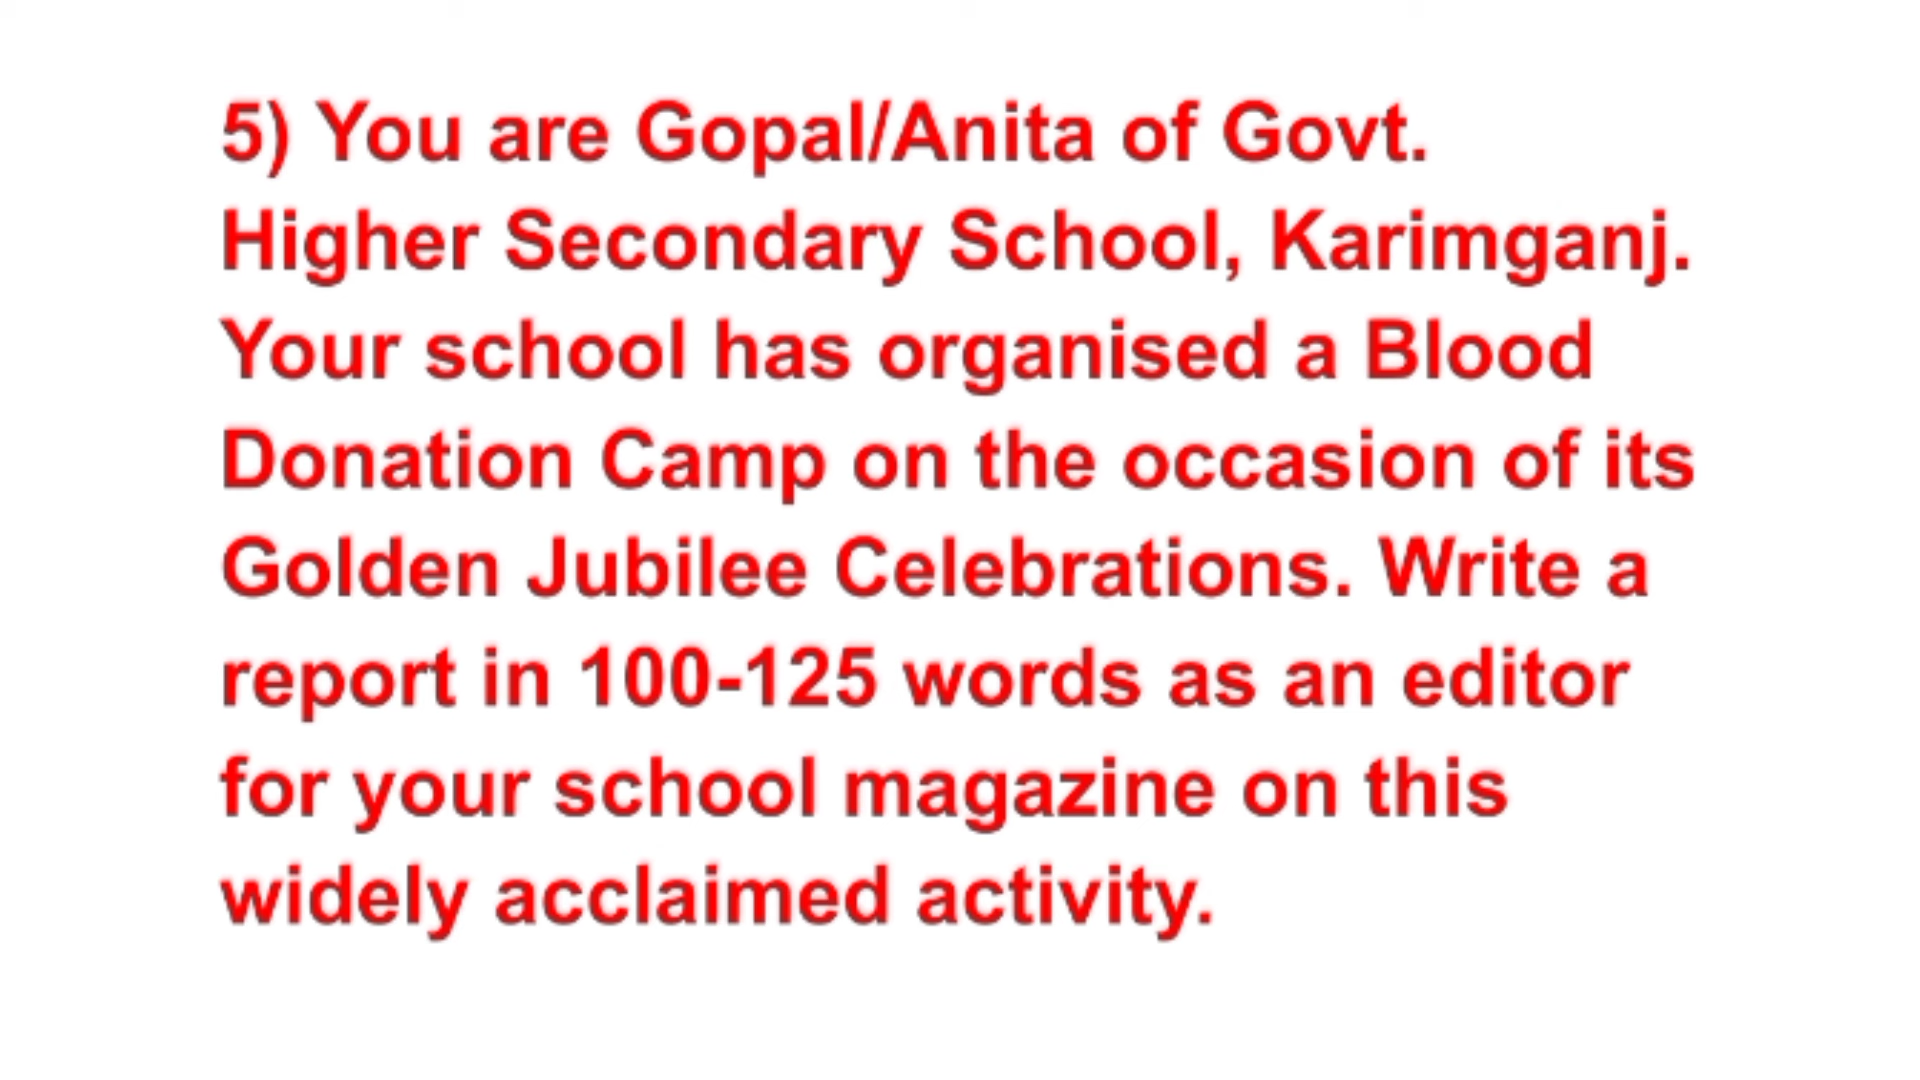 5) You are Gopal/Anita of Govt.
Higher Secondary School, Karimganj.
Your school has organised a Blood
Donation Camp on the occasion of its
Golden Jubilee Celebrations. Write a
report in 100-125 words as an editor
for your school magazine on this
widely acclaimed activity.